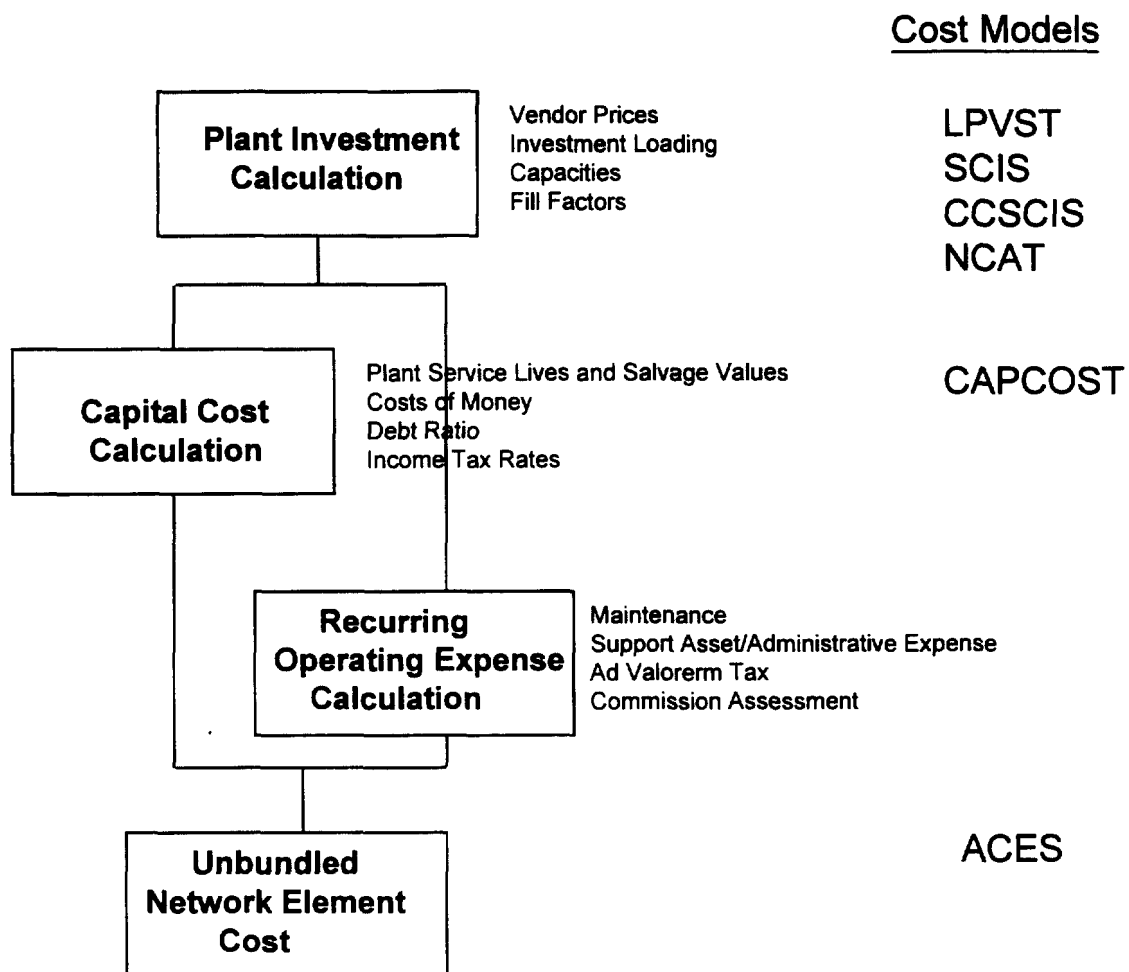 Cost Models
Plant Investment
Calculation
Vendor Prices
Investment Loading
Capacities
Fill Factors
LPVST
SCIS
CCSCIS
NCAT
Capital Cost
Calculation
Plant Service Lives and Salvage Values
Costs of Money
Debt Ratio
Income Tax Rates
CAPCOST
Recurring
Operating Expense
Calculation
Maintenance
Support Asset/Administrative Expense
Ad Valorerm Tax
Commission Assessment
Unbundled
Network Element
Cost
ACES